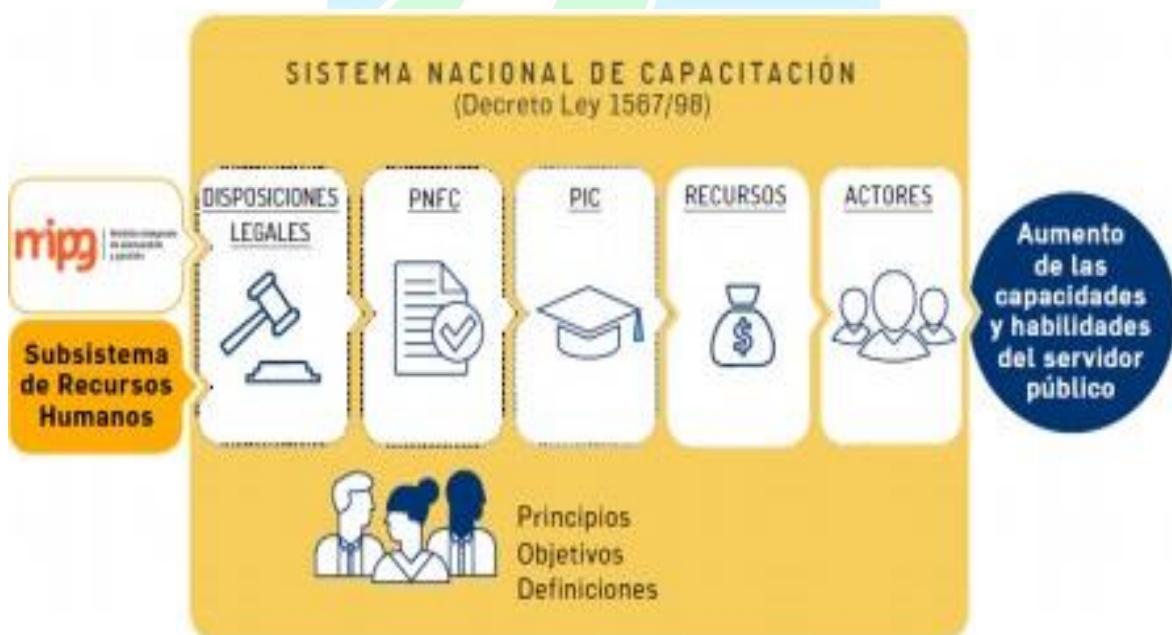 SISTEMA NACIONAL DE CAPACITACIÓN
(Decreto Ley 1567/98)
mipg
Subsistema
de Recursos
Humanos
DISPOSICIONES
LEGALES
PNFC
PIC
RECURSOS
$
ACTORES
Aumento
de las
capacidades
y habilidades
del servidor
público
Principios
Objetivos
Definiciones